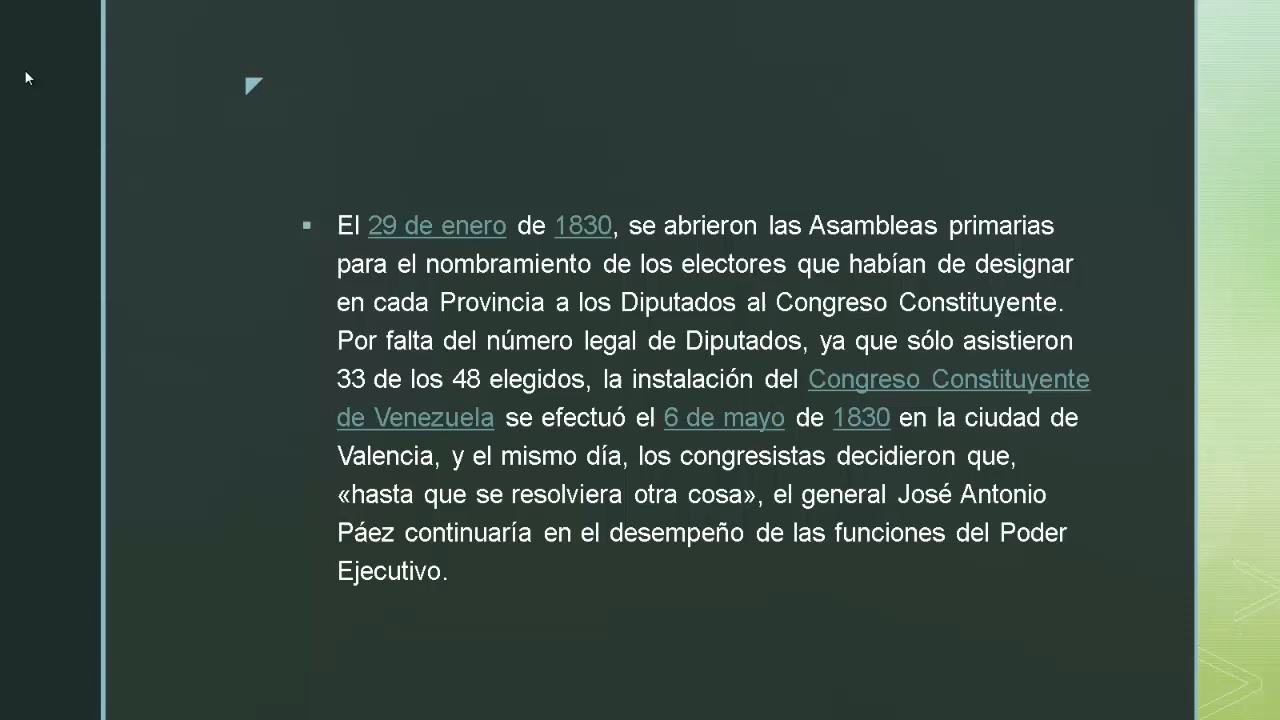 El 29 de enero de 1830, se abrieron las Asambleas primarias
para el nombramiento de los electores que habían de designar
en cada Provincia a los Diputados al Congreso Constituyente.
Por falta del número legal de Diputados, ya que sólo asistieron
33 de los 48 elegidos, la instalación del Congreso Constituyente
de Venezuela se efectuó el 6 de mayo de 1830 en la ciudad de
Valencia, y el mismo día, los congresistas decidieron que,
«hasta que se resolviera otra cosa», el general José Antonio
Páez continuaría en el desempeño de las funciones del Poder
Ejecutivo.